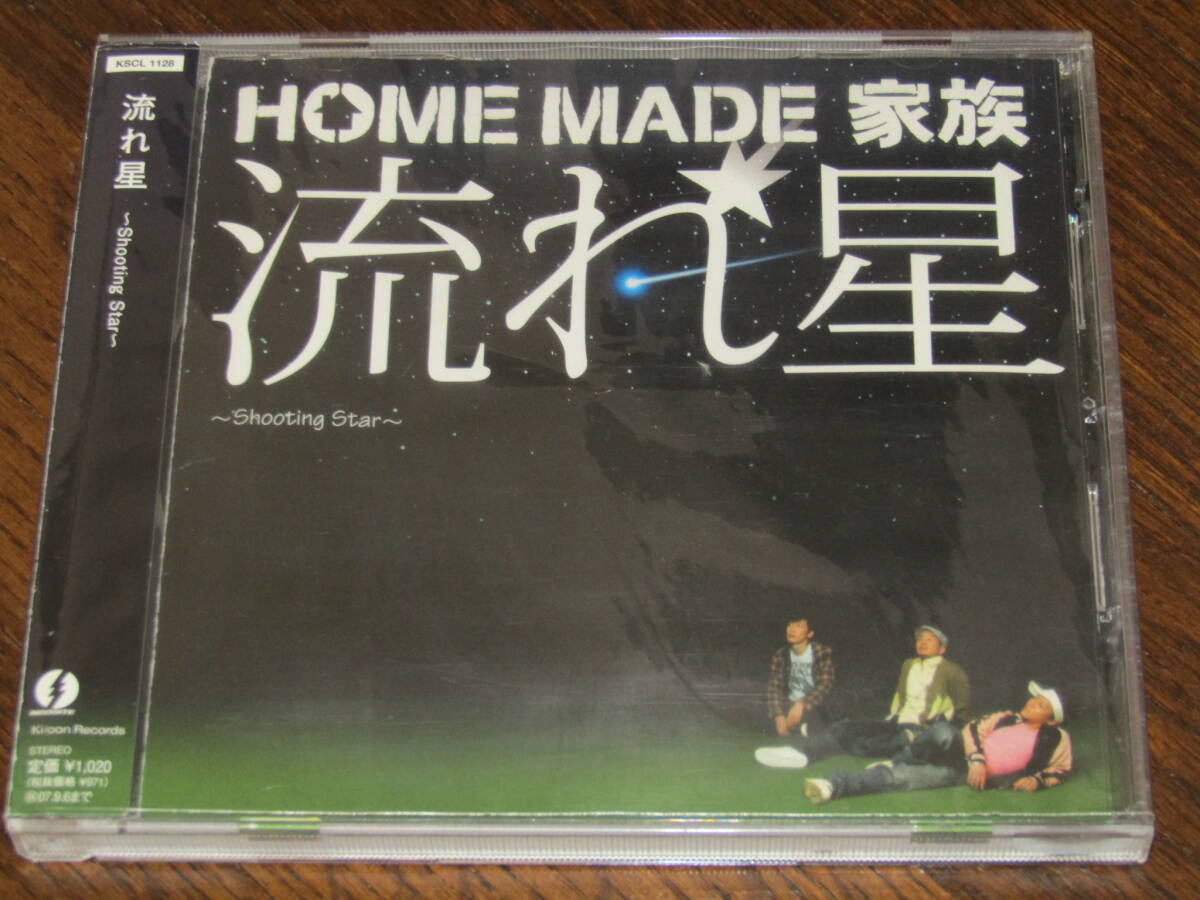 KSCL 1128
流れ星 ~Shooting Star~
HOME MADE 家族
流れ星
~Shooting Star~
Ki/oon Records
STEREO
定価 ¥1,020
(税抜価格 ¥971)
07.9.6まで